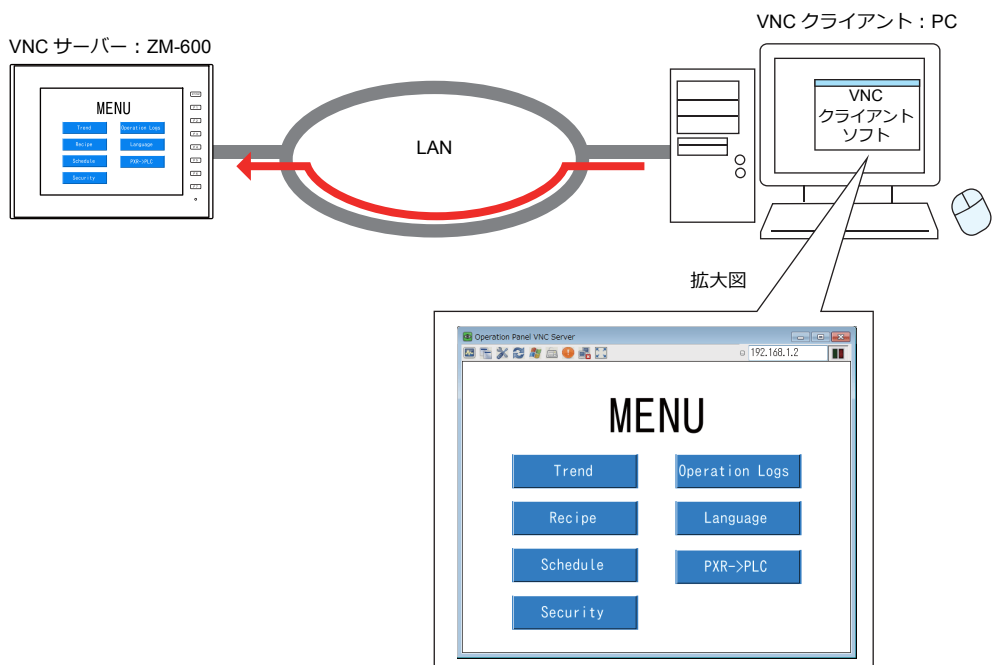 VNC クライアント：PC
VNC サーバー：ZM-600
MENU
Trend
Operation Logs
Recipe
Language
Schedule
PXR->PLC
Security
LAN
VNC
クライアント
ソフト
拡大図
Operation Panel VNC Server
192.168.1.2
MENU
Trend
Operation Logs
Recipe
Language
Schedule
PXR->PLC
Security